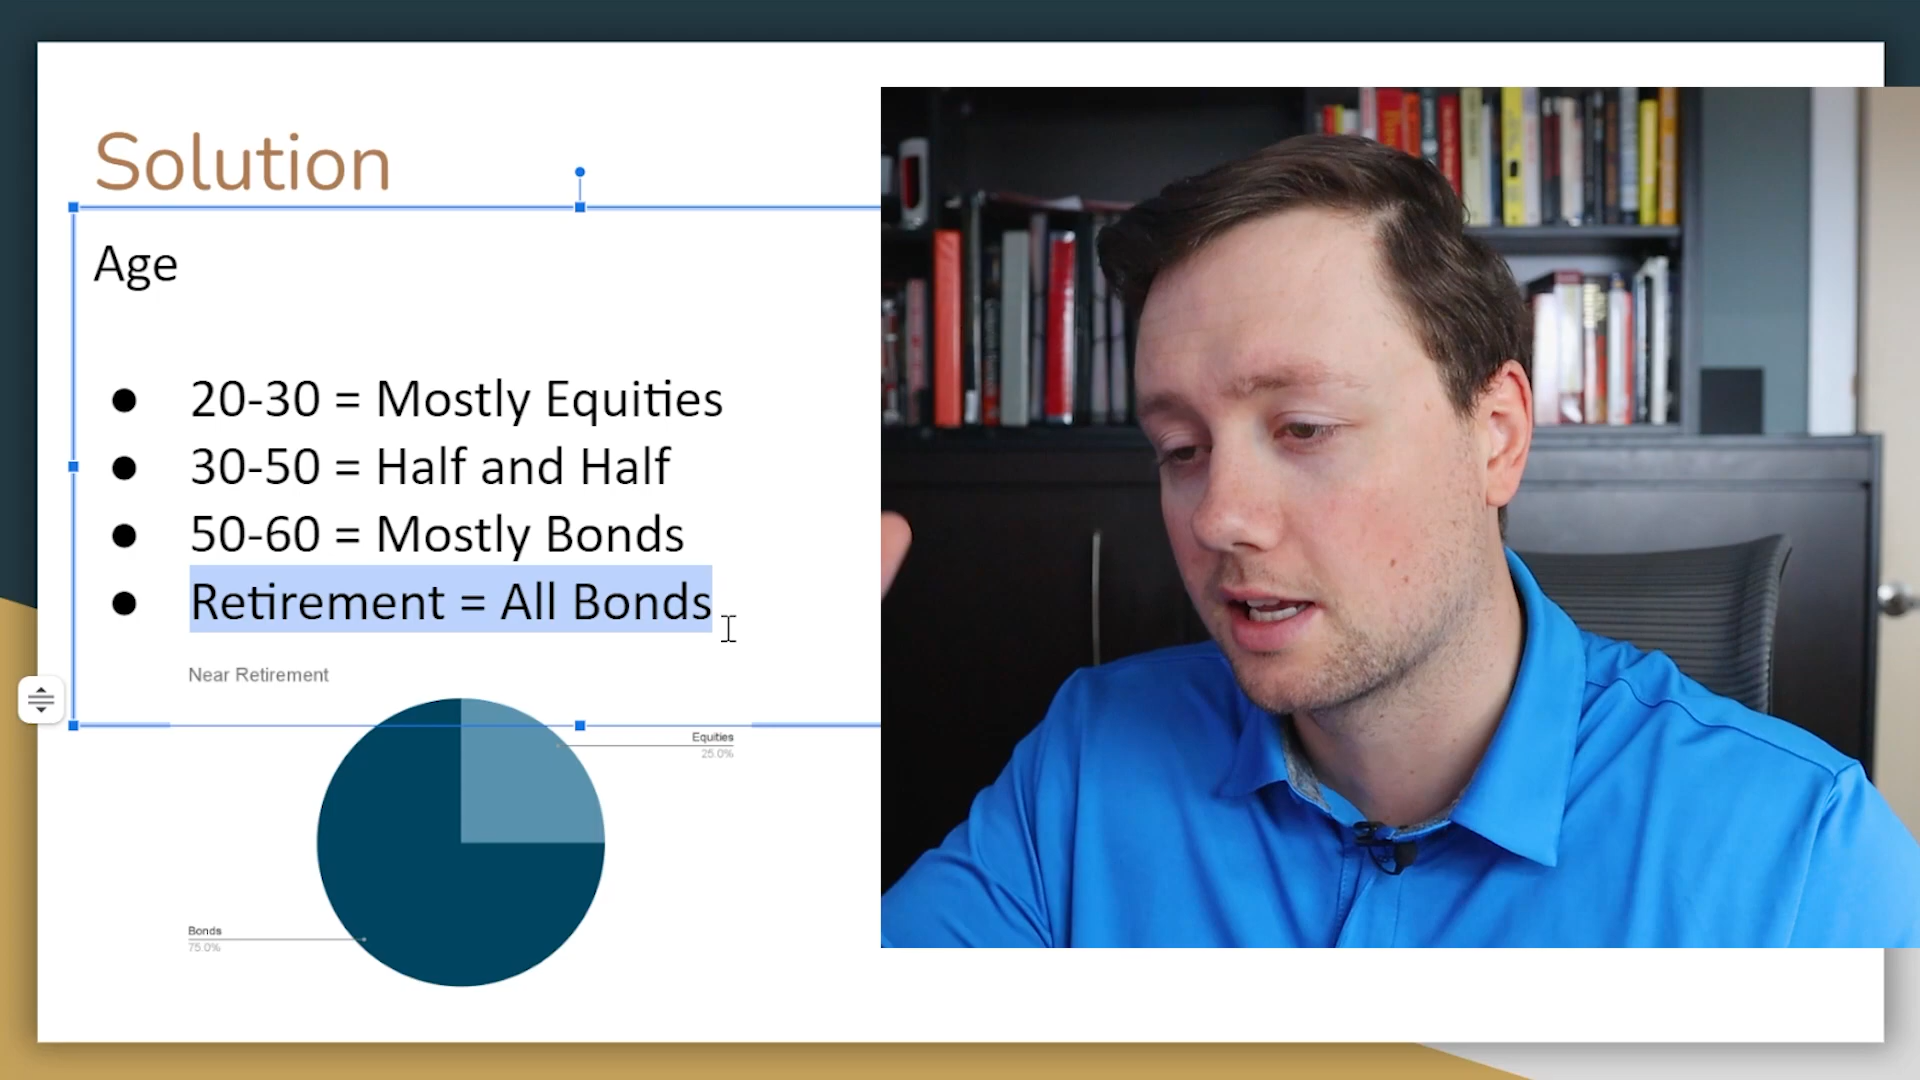 Solution
Age
● 20-30 = Mostly Equities
● 30-50 = Half and Half
● 50-60 = Mostly Bonds
● Retirement = All Bonds
Near Retirement
Equities
25.0%
Bonds
75.0%